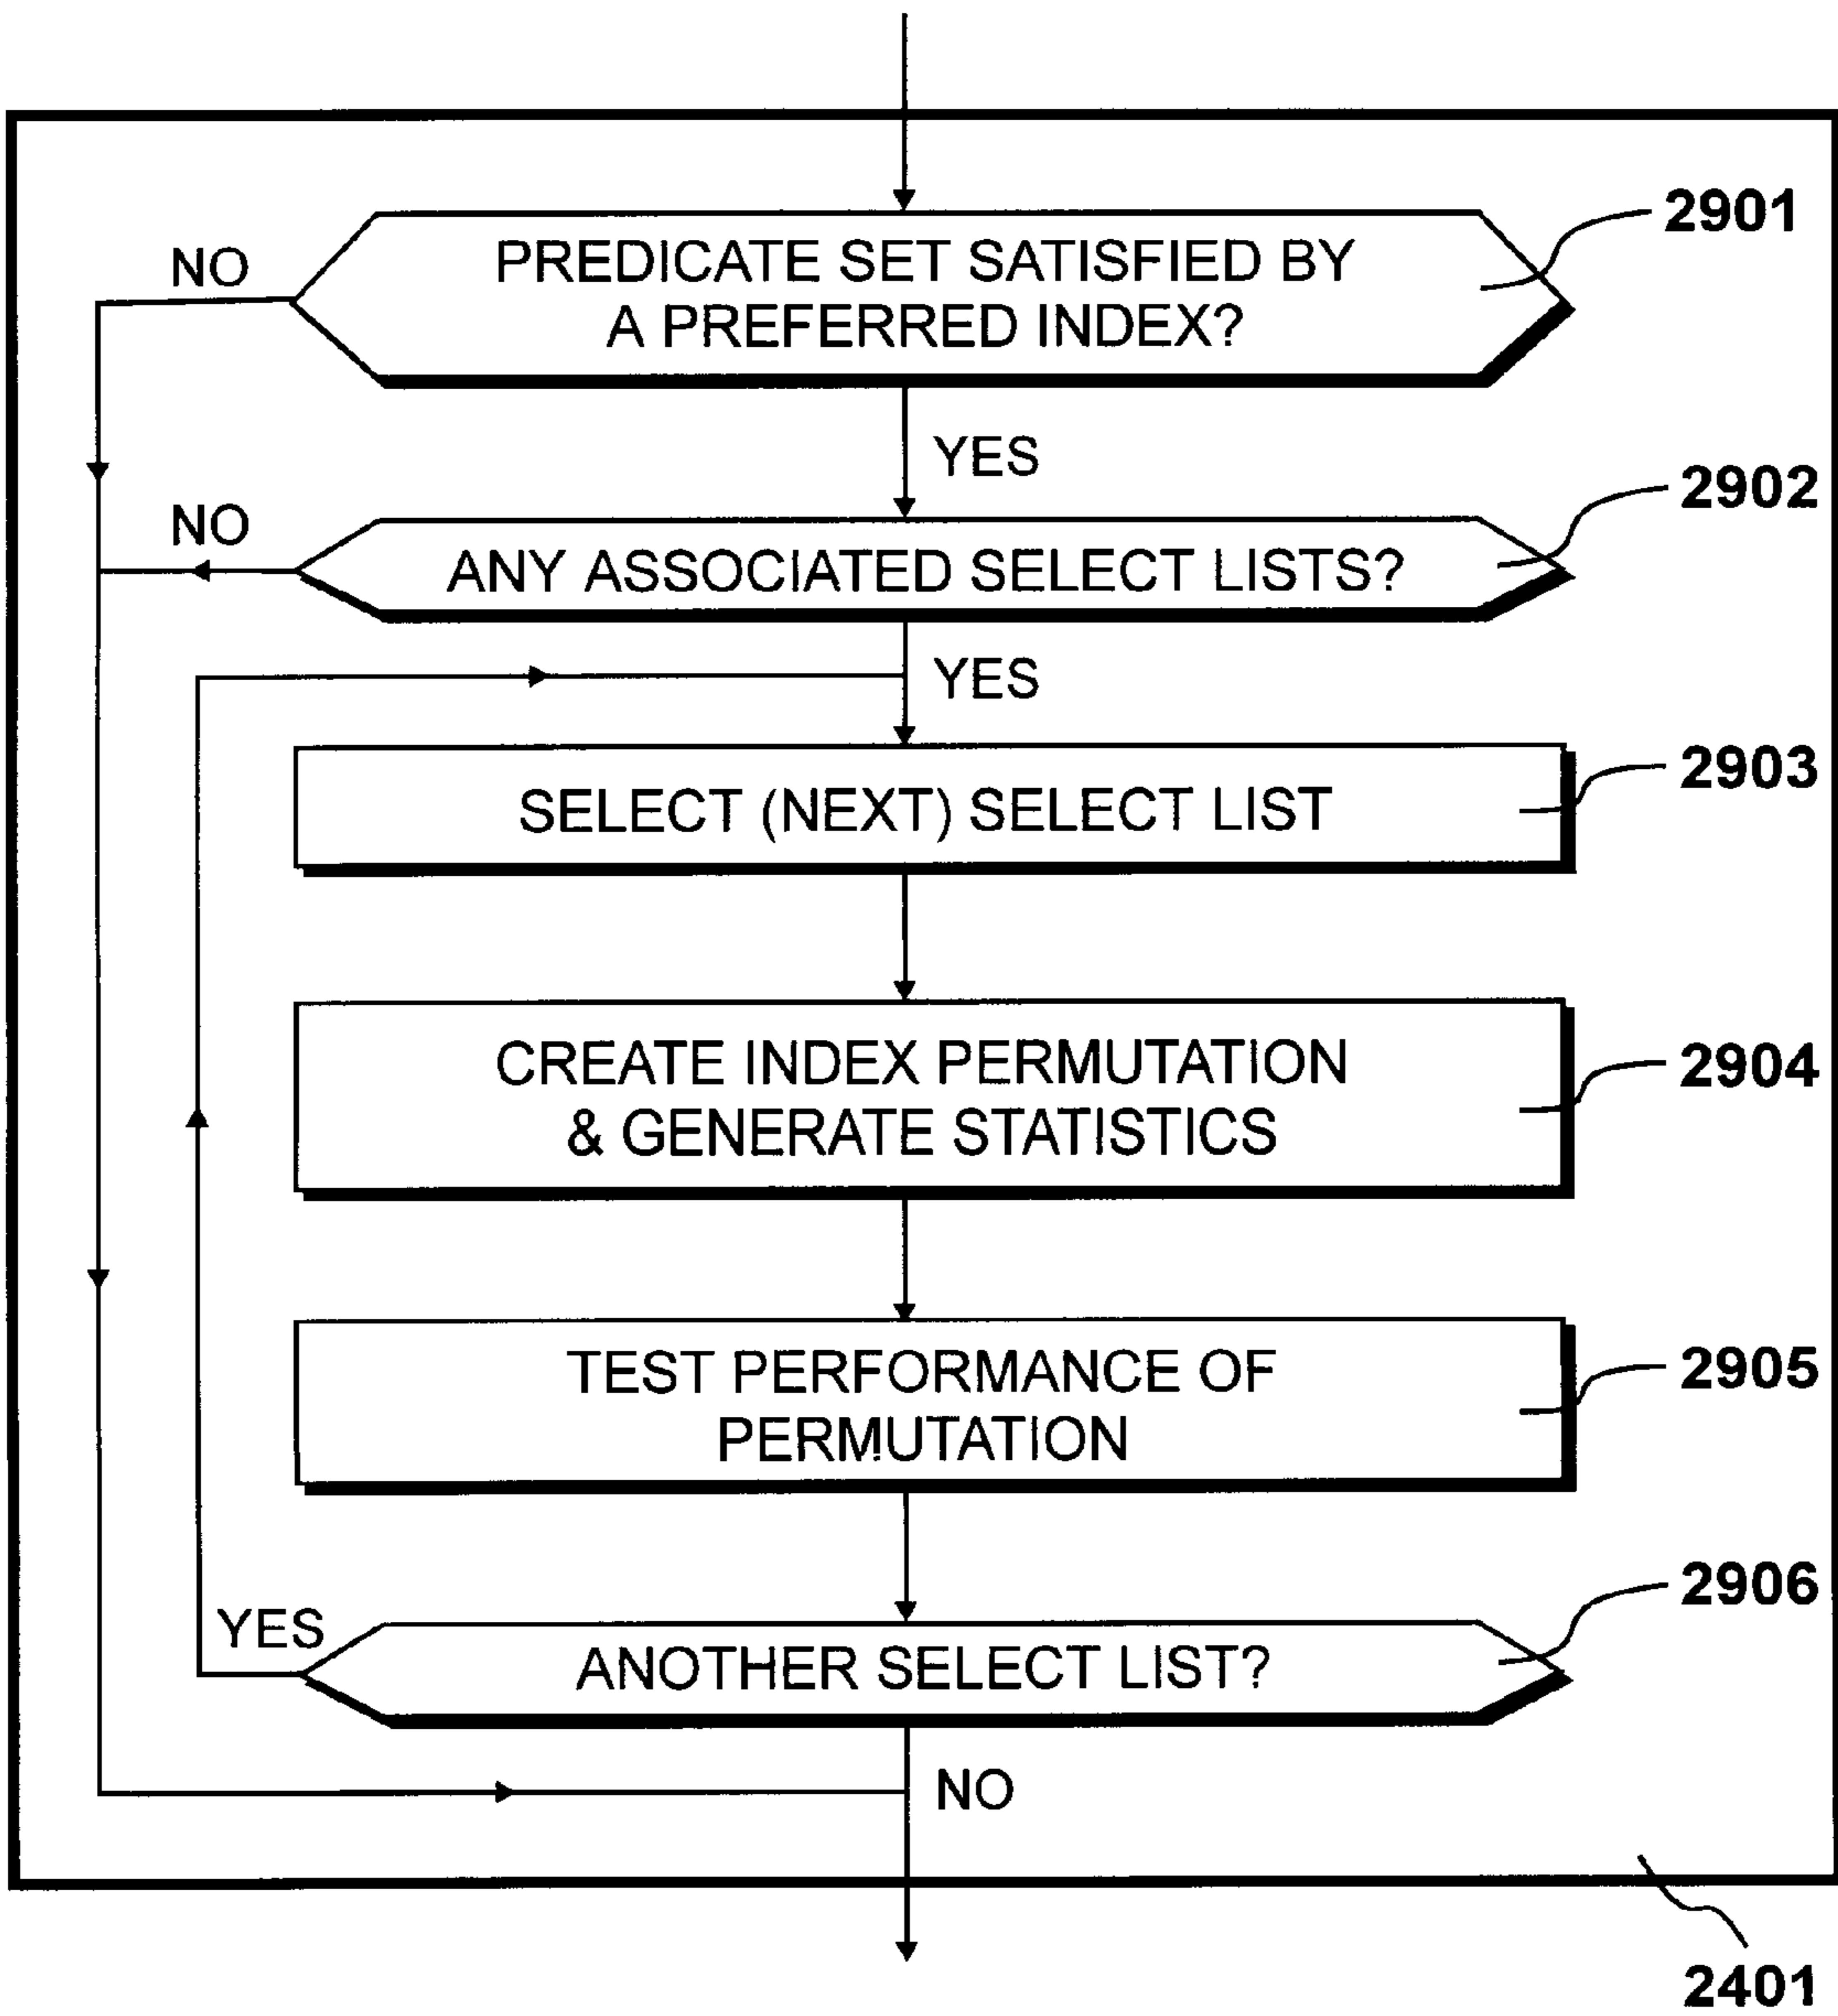 2901
NO
PREDICATE SET SATISFIED BY
A PREFERRED INDEX?
YES
2902
NO
ANY ASSOCIATED SELECT LISTS?
YES
2903
SELECT (NEXT) SELECT LIST
CREATE INDEX PERMUTATION
2904
& GENERATE STATISTICS
TEST PERFORMANCE OF
2905
PERMUTATION
2906
YES
ANOTHER SELECT LIST?
NO
2401